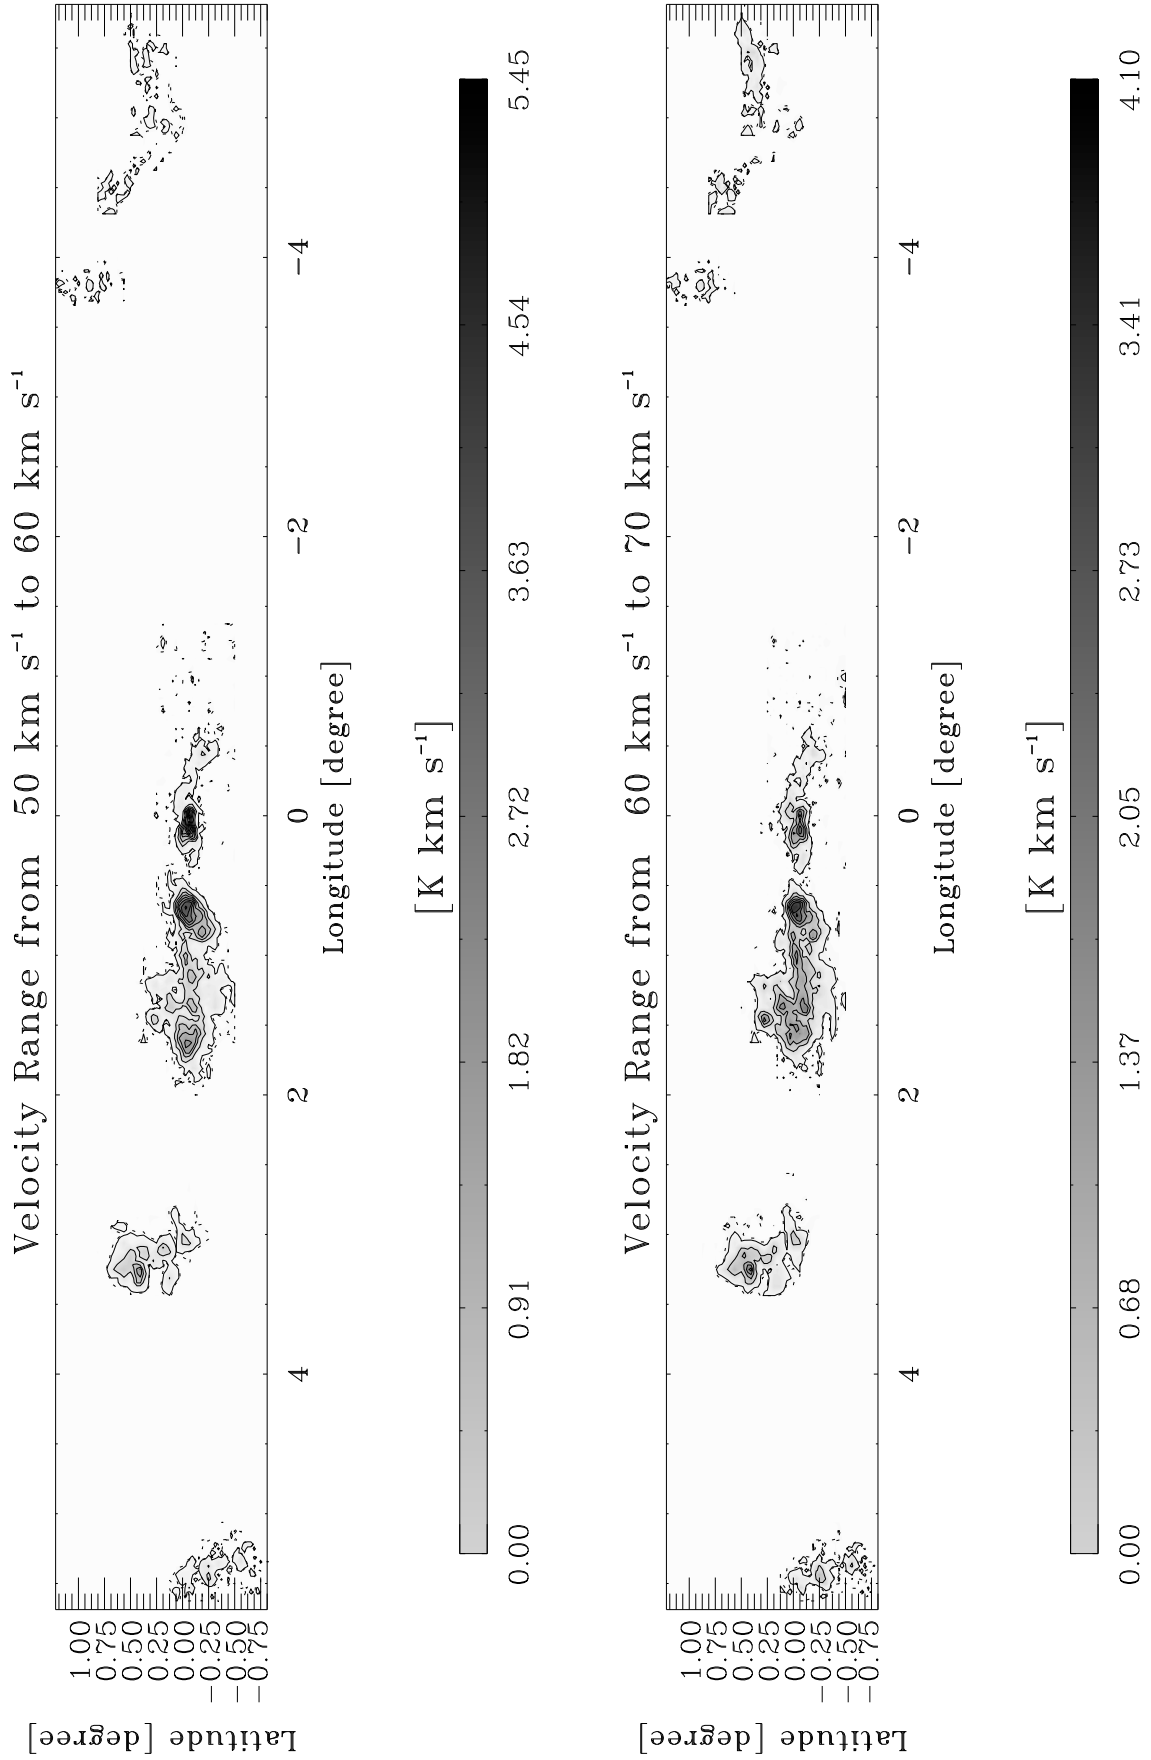 Velocity Range from 50 km s⁻¹ to 60 km s⁻¹
Latitude [degree]
1.00
0.75
0.50
0.25
0.00
−0.25
−0.50
−0.75
4 2 0 −2 −4
Longitude [degree]
[K km s⁻¹]
0.00 0.91 1.82 2.72 3.63 4.54 5.45
Velocity Range from 60 km s⁻¹ to 70 km s⁻¹
Latitude [degree]
1.00
0.75
0.50
0.25
0.00
−0.25
−0.50
−0.75
4 2 0 −2 −4
Longitude [degree]
[K km s⁻¹]
0.00 0.68 1.37 2.05 2.73 3.41 4.10